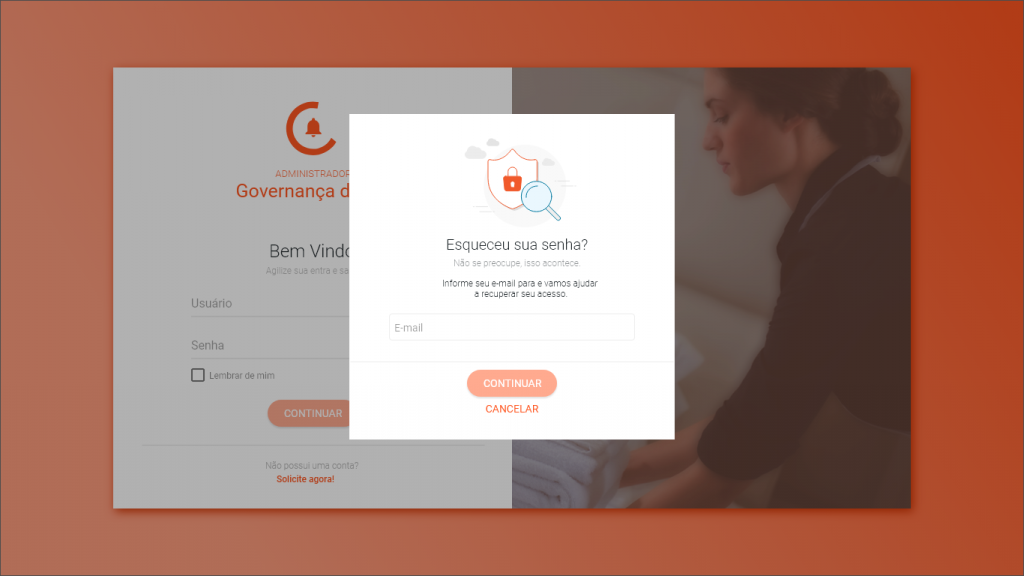 ADMINISTRADOR
Governança d
Bem Vindo
Agilize sua entra e sa
Usuário
Senha
Lembrar de mim
CONTINUAR
Não possui uma conta?
Solicite agora!
Esqueceu sua senha?
Não se preocupe, isso acontece.
Informe seu e-mail para e vamos ajudar
a recuperar seu acesso.
E-mail
CONTINUAR
CANCELAR